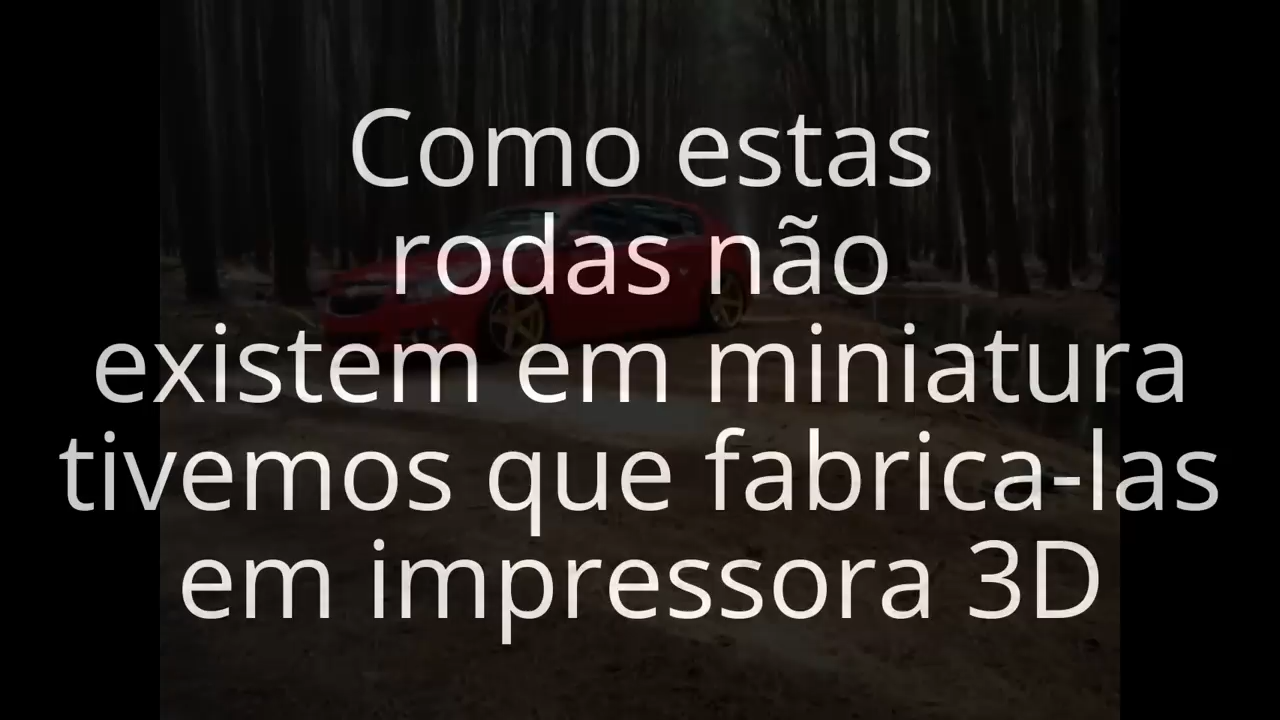 Como estas
rodas não
existem em miniatura
tivemos que fabrica-las
em impressora 3D